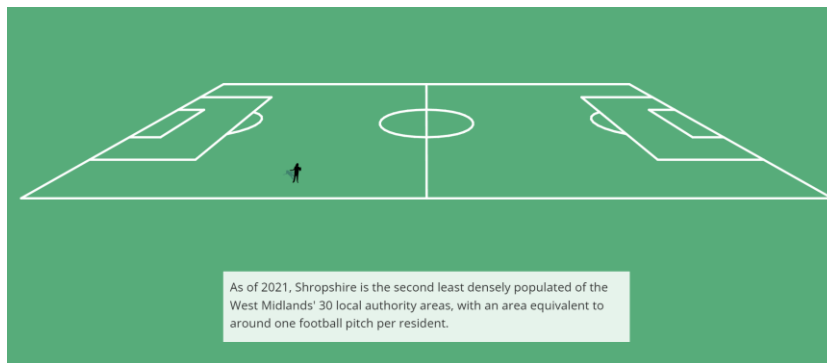 As of 2021, Shropshire is the second least densely populated of the
West Midlands' 30 local authority areas, with an area equivalent to
around one football pitch per resident.